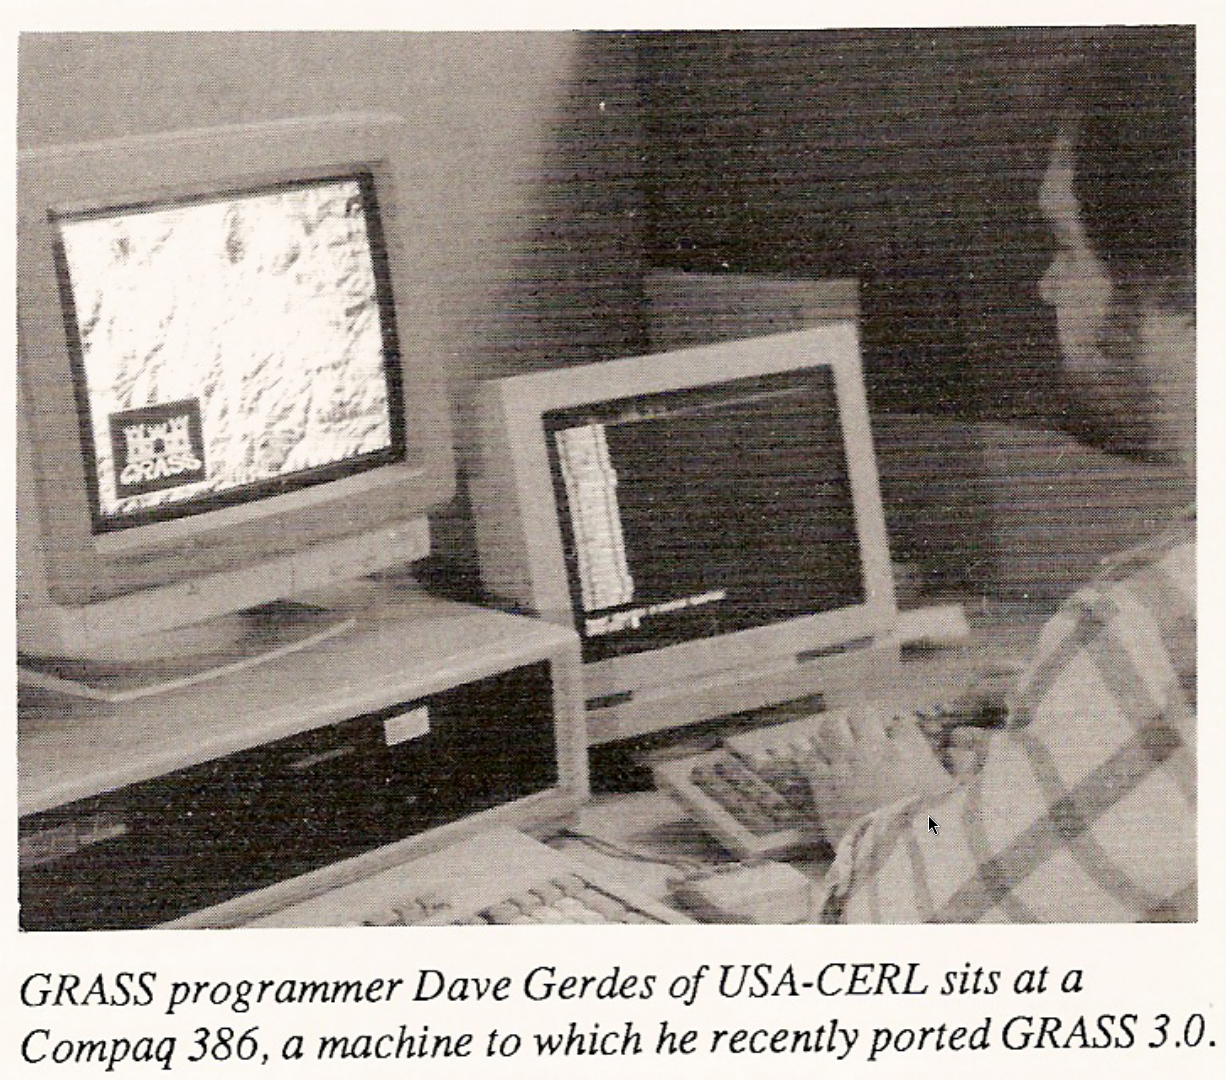 GRASS
GRASS programmer Dave Gerdes of USA-CERL sits at a
Compaq 386, a machine to which he recently ported GRASS 3.0.